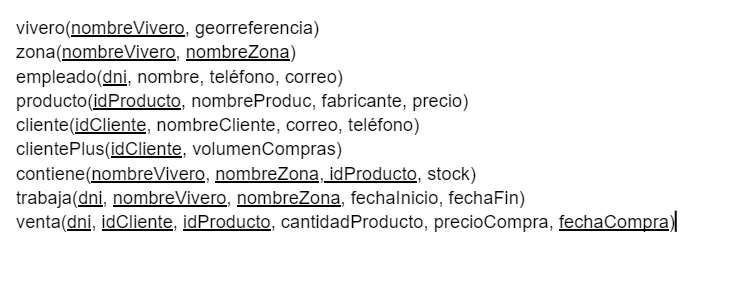 vivero(nombreVivero, georreferencia)
zona(nombreVivero, nombreZona)
empleado(dni, nombre, teléfono, correo)
producto(idProducto, nombreProduc, fabricante, precio)
cliente(idCliente, nombreCliente, correo, teléfono)
clientePlus(idCliente, volumenCompras)
contiene(nombreVivero, nombreZona, idProducto, stock)
trabaja(dni, nombreVivero, nombreZona, fechaInicio, fechaFin)
venta(dni, idCliente, idProducto, cantidadProducto, precioCompra, fechaCompra)